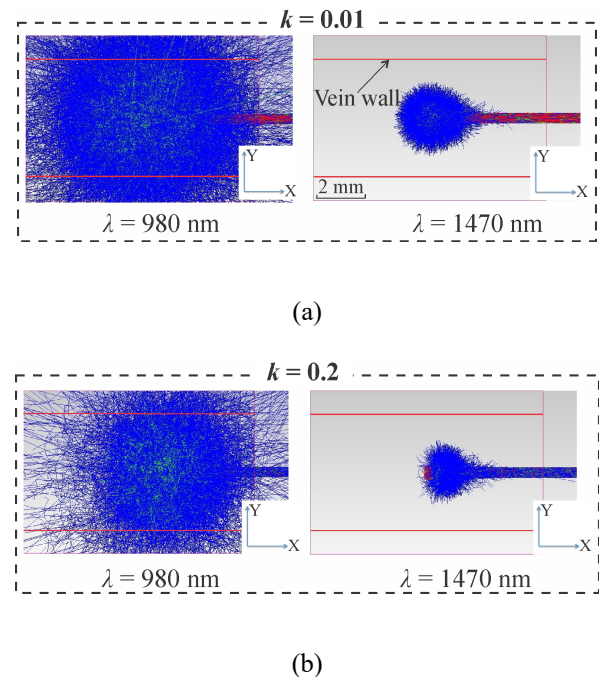 k = 0.01
Vein wall
Y
X
2 mm
Y
X
λ = 980 nm
λ = 1470 nm
(a)
k = 0.2
Y
X
Y
X
λ = 980 nm
λ = 1470 nm
(b)